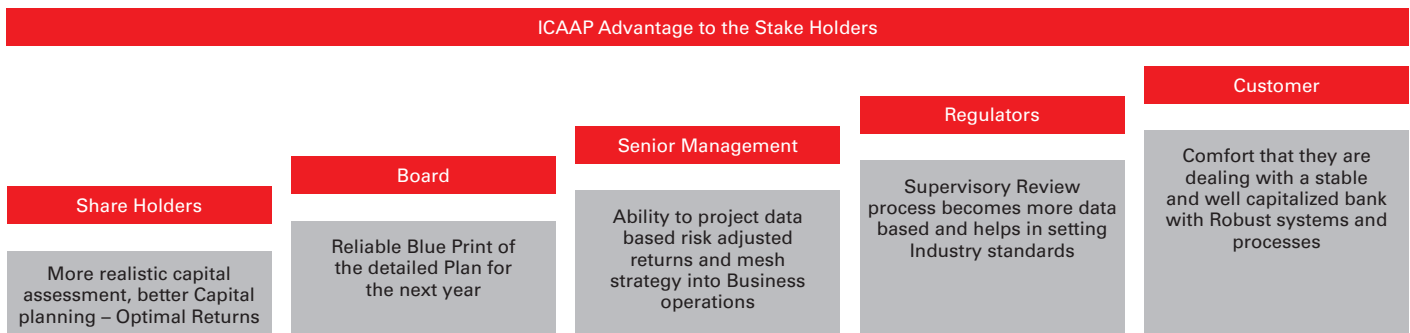 ICAAP Advantage to the Stake Holders
Share Holders
More realistic capital
assessment, better Capital
planning – Optimal Returns
Board
Reliable Blue Print of
the detailed Plan for
the next year
Senior Management
Ability to project data
based risk adjusted
returns and mesh
strategy into Business
operations
Regulators
Supervisory Review
process becomes more data
based and helps in setting
Industry standards
Customer
Comfort that they are
dealing with a stable
and well capitalized bank
with Robust systems and
processes